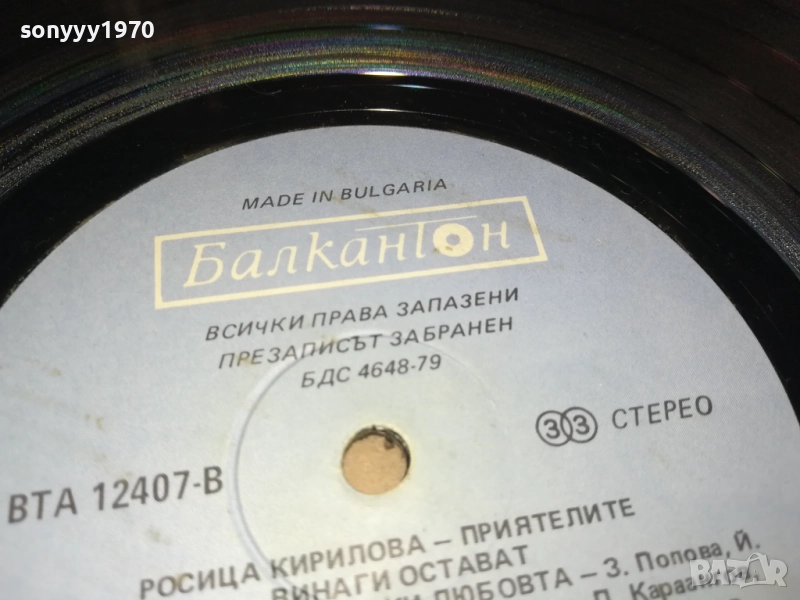 sonyyy1970
MADE IN BULGARIA
Балкантон
ВСИЧКИ ПРАВА ЗАПАЗЕНИ
ПРЕЗАПИСЪТ ЗАБРАНЕН
БДС 4648-79
33 СТЕРЕО
ВТА 12407-В
РОСИЦА КИРИЛОВА – ПРИЯТЕЛИТЕ
ВИНАГИ ОСТАВАТ
ЛЮБОВТА – З. Попова, Й.
BAZAR